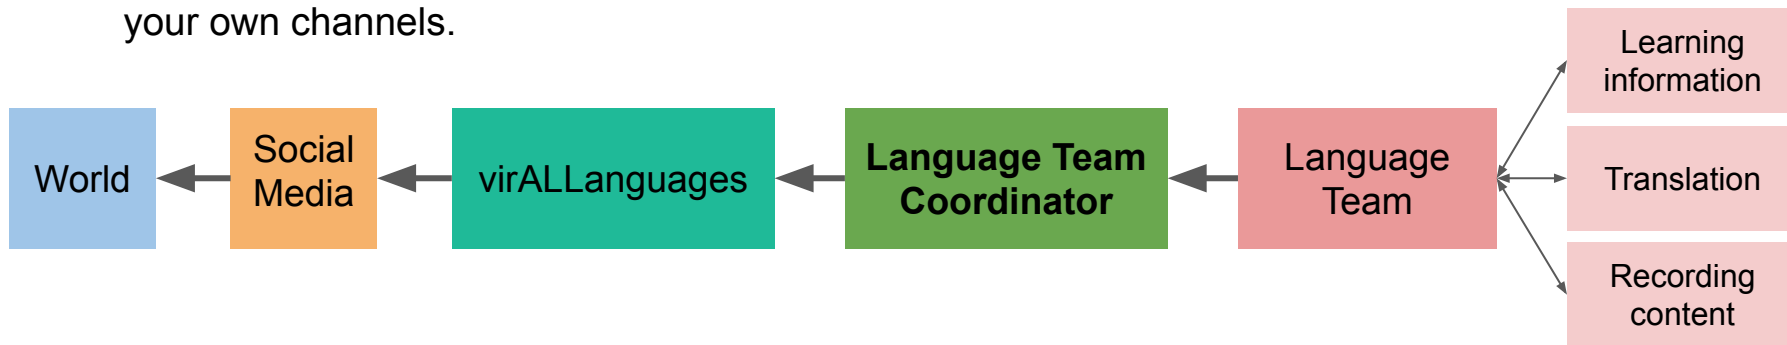 your own channels.
World
Social
Media
virALLanguages
Language Team
Coordinator
Language
Team
Learning
information
Translation
Recording
content